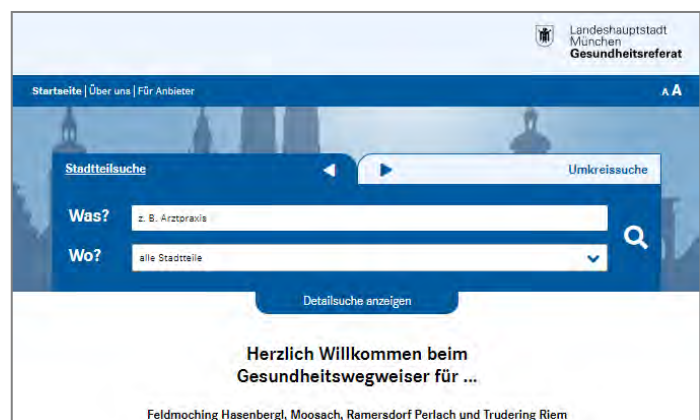 Landeshauptstadt
München
Gesundheitsreferat
Startseite | Über uns | Für Anbieter
A A
Stadtteilsuche
Umkreissuche
Was?
z. B. Arztpraxis
Wo?
alle Stadtteile
Detailsuche anzeigen
Herzlich Willkommen beim
Gesundheitswegweiser für ...
Feldmoching Hasenbergl, Moosach, Ramersdorf Perlach und Trudering Riem